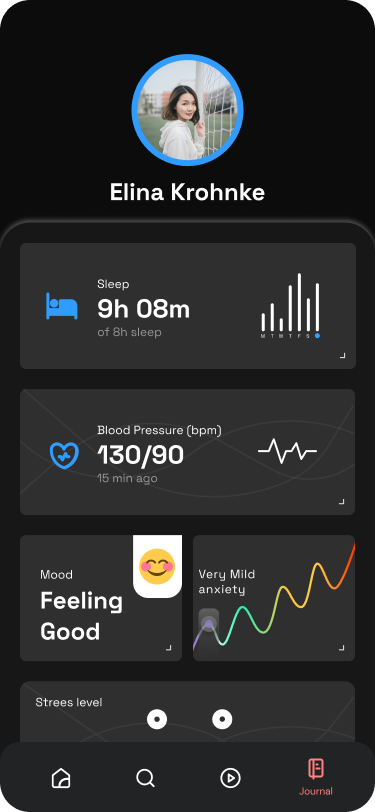 Elina Krohnke
Sleep
9h 08m
of 8h sleep
M T W T F S
Blood Pressure (bpm)
130/90
15 min ago
Mood
Feeling
Good
Very Mild
anxiety
Strees level
Journal